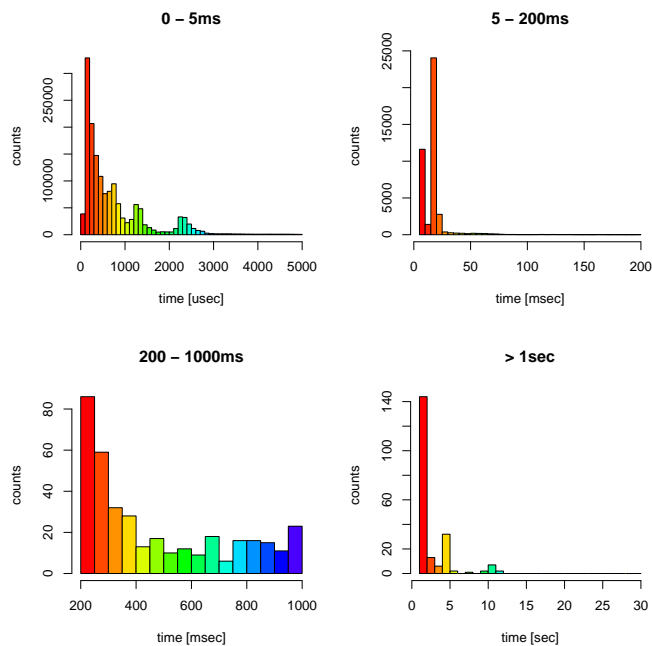 0 − 5ms
counts
0 100000 250000
0 1000 2000 3000 4000 5000
time [usec]
5 − 200ms
counts
0 5000 15000 25000
0 50 100 150 200
time [msec]
200 − 1000ms
counts
0 20 40 60 80
200 400 600 800 1000
time [msec]
> 1sec
counts
0 20 60 100 140
0 5 10 15 20 25 30
time [sec]